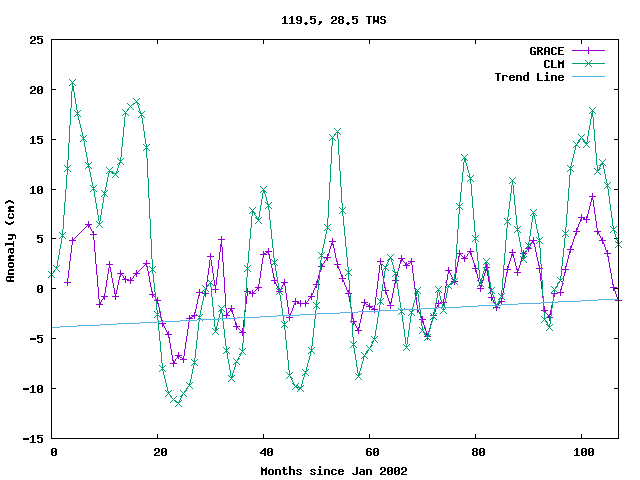 119.5, 28.5 TWS
GRACE
CLM
Trend Line
25
20
15
10
5
0
-5
-10
-15
Anomaly (cm)
0 20 40 60 80 100
Months since Jan 2002